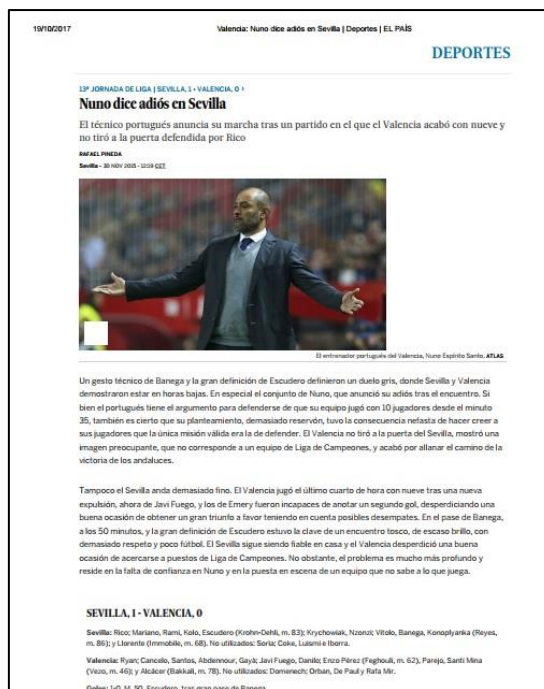 19/10/2017
Valencia: Nuno dice adiós en Sevilla | Deportes | EL PAÍS
DEPORTES
13ª JORNADA DE LIGA | SEVILLA, 1 - VALENCIA, 0 ›
Nuno dice adiós en Sevilla
El técnico portugués anuncia su marcha tras un partido en el que el Valencia acabó con nueve y
no tiró a la puerta defendida por Rico
RAFAEL PINEDA
Sevilla - 30 NOV 2015 - 12:19 CET
El entrenador portugués del Valencia, Nuno Espírito Santo. ATLAS
Un gesto técnico de Banega y la gran definición de Escudero definieron un duelo gris, donde Sevilla y Valencia
demostraron estar en horas bajas. En especial el conjunto de Nuno, que anunció su adiós tras el encuentro. Si
bien el portugués tiene el argumento para defenderse de que su equipo jugó con 10 jugadores desde el minuto
35, también es cierto que su planteamiento, demasiado reservón, tuvo la consecuencia nefasta de hacer creer a
sus jugadores que la única misión válida era la de defender. El Valencia no tiró a la puerta del Sevilla, mostró una
imagen preocupante, que no corresponde a un equipo de Liga de Campeones, y acabó por allanar el camino de la
victoria de los andaluces.
Tampoco el Sevilla anda demasiado fino. El Valencia jugó el último cuarto de hora con nueve tras una nueva
expulsión, ahora de Javi Fuego, y los de Emery fueron incapaces de anotar un segundo gol, desperdiciando una
buena ocasión de obtener un gran triunfo a favor teniendo en cuenta posibles desempates. En el pase de Banega,
a los 50 minutos, y la gran definición de Escudero estuvo la clave de un encuentro tosco, de escaso brillo, con
demasiado respeto y poco fútbol. El Sevilla sigue siendo fiable en casa y el Valencia desperdició una buena
ocasión de acercarse a puestos de Liga de Campeones. No obstante, el problema es mucho más profundo y
reside en la falta de confianza en Nuno y en la puesta en escena de un equipo que no sabe a lo que juega.
SEVILLA, 1 - VALENCIA, 0
Sevilla: Rico; Mariano, Rami, Kolo, Escudero (Krohn-Dehli, m. 83); Krychowiak, Nzonzi; Vitolo, Banega, Konoplyanka (Reyes,
m. 86); y Llorente (Immobile, m. 68). No utilizados: Soria; Coke, Luismi e Iborra.
Valencia: Ryan; Cancelo, Santos, Abdennour, Gayà; Javi Fuego, Danilo; Enzo Pérez (Feghouli, m. 62), Parejo, Santi Mina
(Vezo, m. 46); y Alcácer (Bakkali, m. 78). No utilizados: Domenech; Orban, De Paul y Rafa Mir.
Goles: 1-0. M. 50. Escudero, tras gran pase de Banega.